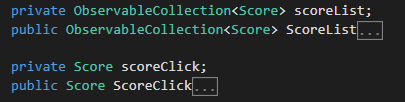 private ObservableCollection<Score> scoreList;
public ObservableCollection<Score> ScoreList...
private Score scoreClick;
public Score ScoreClick...